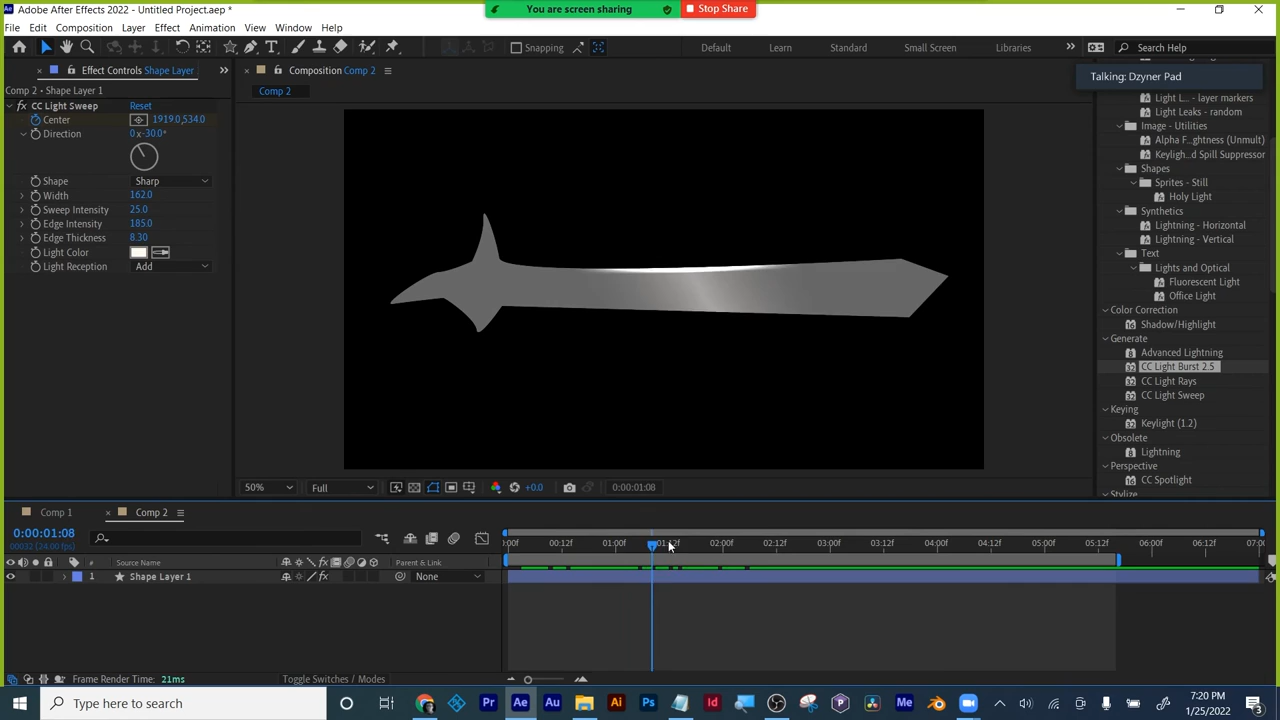 You are screen sharing
Stop Share
Adobe After Effects 2022 - Untitled Project.aep *
File Edit Composition Layer Effect Animation View Window Help
Snapping Default Learn Standard Small Screen Libraries Search Help
Effect Controls Shape Layer
Composition Comp 2
Talking: Dzyner Pad
Comp 2 • Shape Layer 1
Comp 2
CC Light Sweep Reset
Center 1919.0,534.0
Direction 0x-30.0°
Shape Sharp
Width 162.0
Sweep Intensity 25.0
Edge Intensity 185.0
Edge Thickness 8.30
Light Color
Light Reception Add
Light L... - layer markers
Light Leaks - random
Image - Utilities
Alpha F...ghtness (Unmult)
Keyligh...d Spill Suppressor
Shapes
Sprites - Still
Holy Light
Synthetics
Lightning - Horizontal
Lightning - Vertical
Text
Lights and Optical
Fluorescent Light
Office Light
Color Correction
Shadow/Highlight
Generate
Advanced Lightning
CC Light Burst 2.5
CC Light Rays
CC Light Sweep
Keying
Keylight (1.2)
Obsolete
Lightning
Perspective
CC Spotlight
Stylize
50% Full +0.0 0:00:01:08
Comp 1 Comp 2
0:00:01:08
00032 (24.00 fps)
:00f 00:12f 01:00f 01:12f 02:00f 02:12f 03:00f 03:12f 04:00f 04:12f 05:00f 05:12f 06:00f 06:12f 07:00
# Source Name Parent & Link
1 Shape Layer 1 None
Frame Render Time: 21ms Toggle Switches / Modes
Type here to search
7:20 PM
1/25/2022